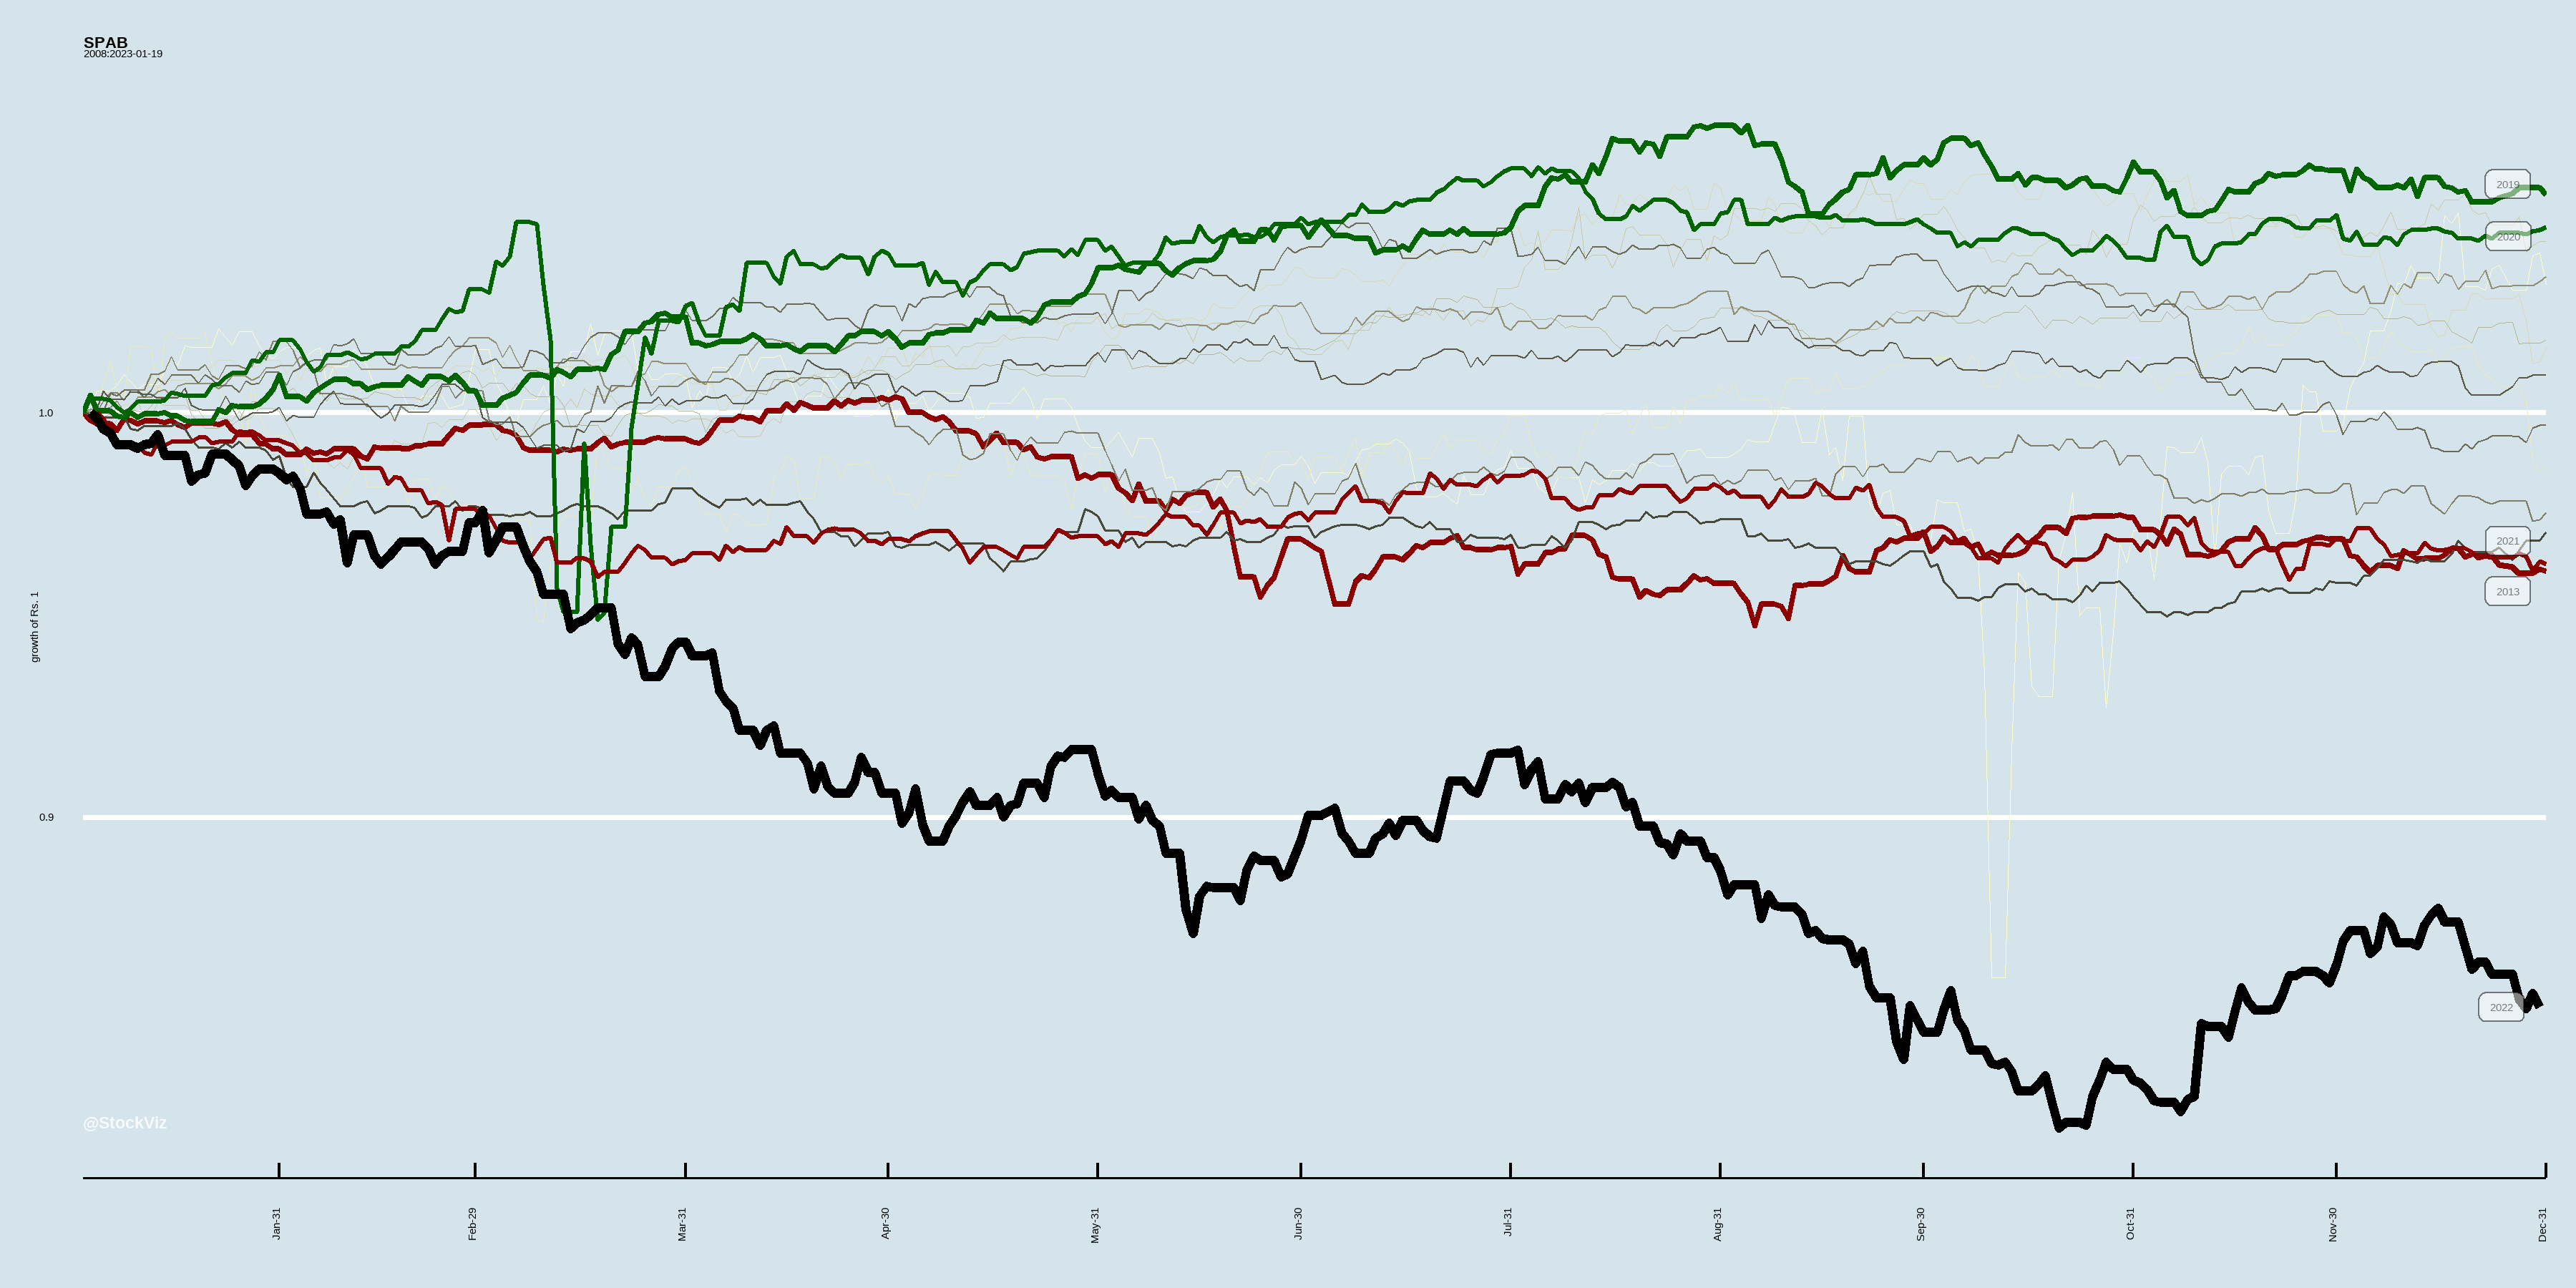 SPAB
2008:2023-01-19
2019
2020
1.0
2021
2013
growth of Rs. 1
0.9
2022
@StockViz
Jan-31
Feb-29
Mar-31
Apr-30
May-31
Jun-30
Jul-31
Aug-31
Sep-30
Oct-31
Nov-30
Dec-31